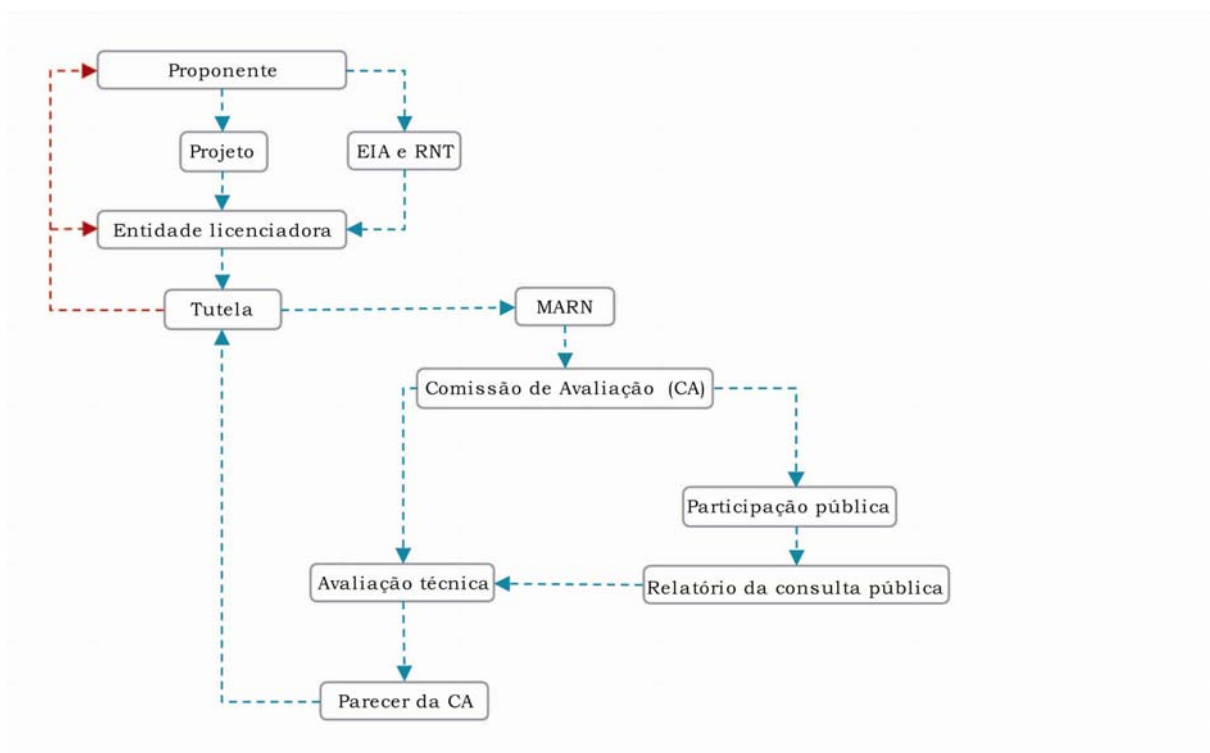 Proponente
Projeto
EIA e RNT
Entidade licenciadora
Tutela
MARN
Comissão de Avaliação (CA)
Participação pública
Avaliação técnica
Relatório da consulta pública
Parecer da CA